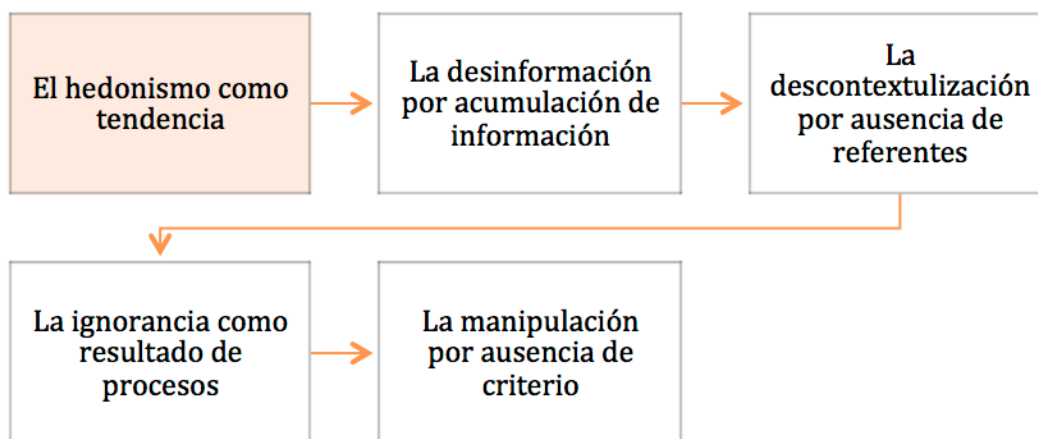 El hedonismo como
tendencia
La desinformación
por acumulación de
información
La
descontextulización
por ausencia de
referentes
La ignorancia como
resultado de
procesos
La manipulación
por ausencia de
criterio